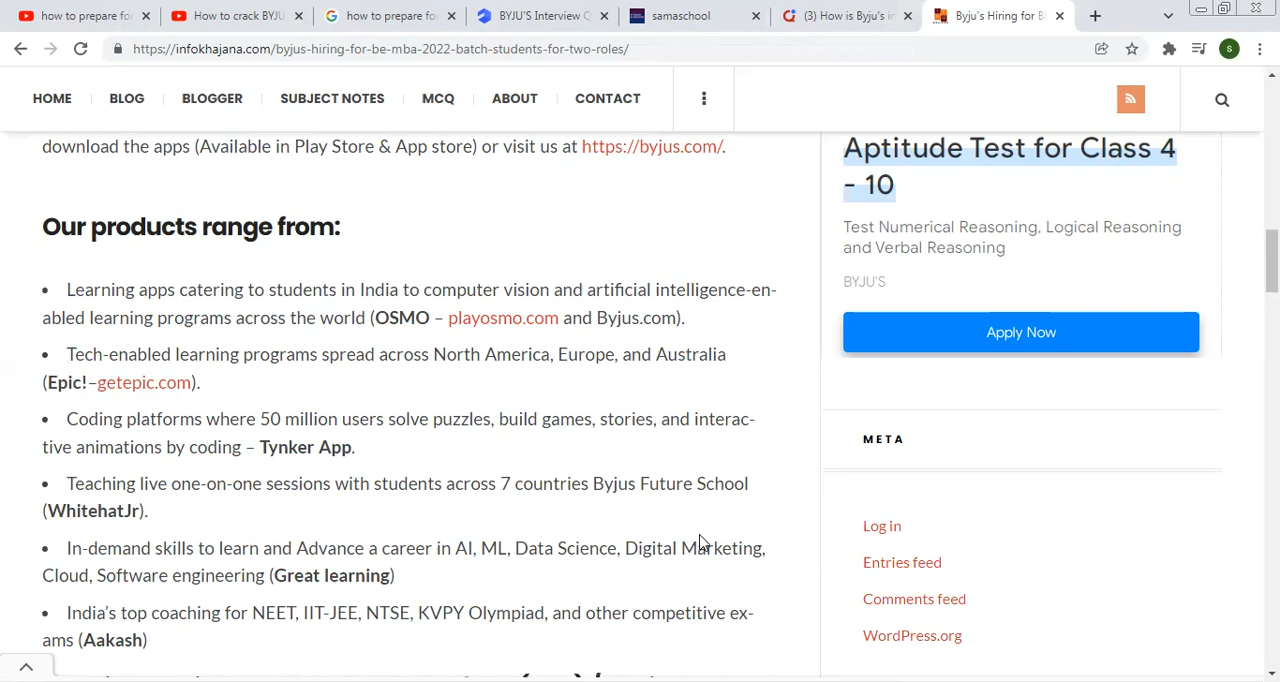 how to prepare fo
How to crack BYJU
how to prepare fo
BYJU'S Interview Q
samaschool
(3) How is Byju's in
Byju's Hiring for B
https://infokhajana.com/byjus-hiring-for-be-mba-2022-batch-students-for-two-roles/
S
HOME
BLOG
BLOGGER
SUBJECT NOTES
MCQ
ABOUT
CONTACT
download the apps (Available in Play Store & App store) or visit us at https://byjus.com/.
Our products range from:
• Learning apps catering to students in India to computer vision and artificial intelligence-en-
abled learning programs across the world (OSMO – playosmo.com and Byjus.com).
• Tech-enabled learning programs spread across North America, Europe, and Australia
(Epic!–getepic.com).
• Coding platforms where 50 million users solve puzzles, build games, stories, and interac-
tive animations by coding – Tynker App.
• Teaching live one-on-one sessions with students across 7 countries Byjus Future School
(WhitehatJr).
• In-demand skills to learn and Advance a career in AI, ML, Data Science, Digital Marketing,
Cloud, Software engineering (Great learning)
• India's top coaching for NEET, IIT-JEE, NTSE, KVPY Olympiad, and other competitive ex-
ams (Aakash)
Aptitude Test for Class 4
- 10
Test Numerical Reasoning, Logical Reasoning
and Verbal Reasoning
BYJU'S
Apply Now
META
Log in
Entries feed
Comments feed
WordPress.org